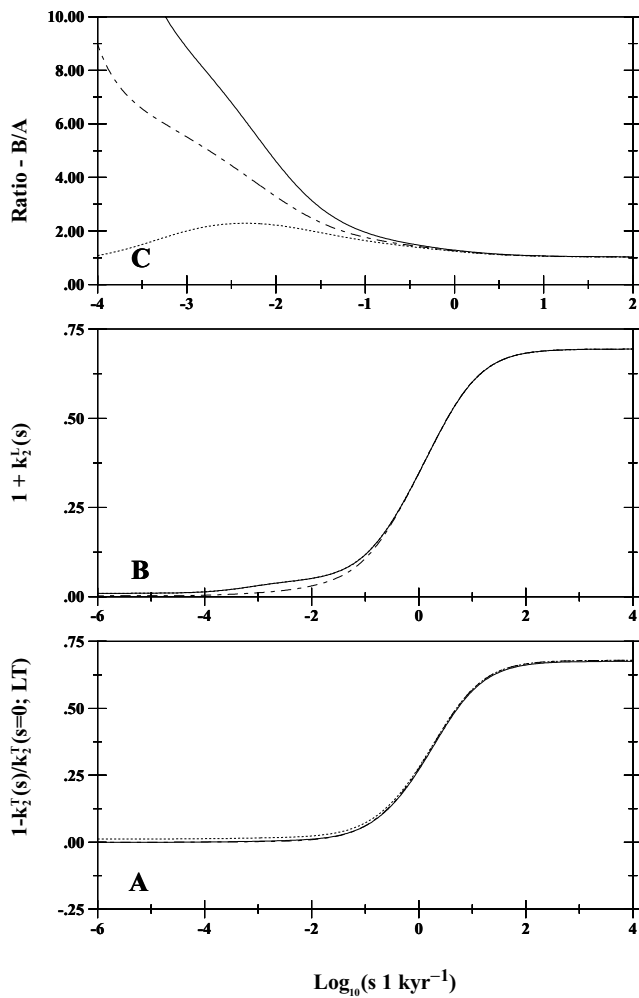 10.00
8.00
6.00
4.00
2.00
.00
Ratio - B/A
C
-4 -3 -2 -1 0 1 2
.75
.50
.25
.00
1 + k₂ᴸ(s)
B
-6 -4 -2 0 2 4
.75
.50
.25
.00
-.25
1-k₂ᵀ(s)/k₂ᵀ(s=0; LT)
A
-6 -4 -2 0 2 4
Log₁₀(s 1 kyr⁻¹)